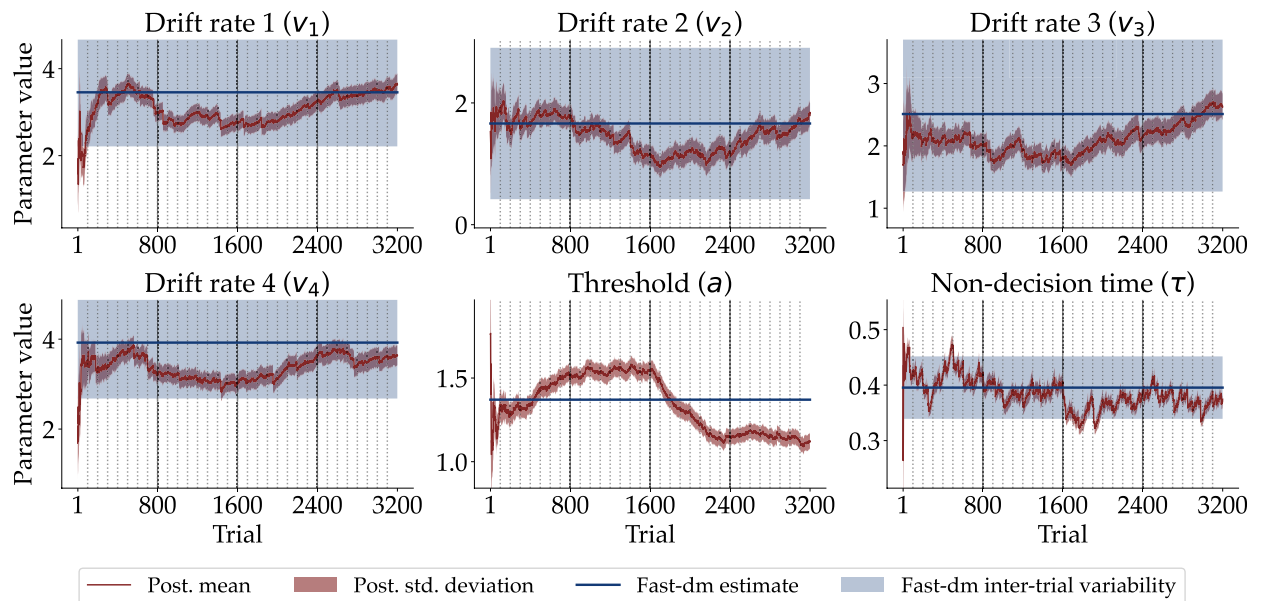 Drift rate 1 (v₁)
Drift rate 2 (v₂)
Drift rate 3 (v₃)
Parameter value
4
2
1 800 1600 2400 3200
2
0
1 800 1600 2400 3200
3
2
1
1 800 1600 2400 3200
Drift rate 4 (v₄)
Threshold (a)
Non-decision time (τ)
Parameter value
4
2
1 800 1600 2400 3200
Trial
1.5
1.0
1 800 1600 2400 3200
Trial
0.5
0.4
0.3
1 800 1600 2400 3200
Trial
Post. mean
Post. std. deviation
Fast-dm estimate
Fast-dm inter-trial variability